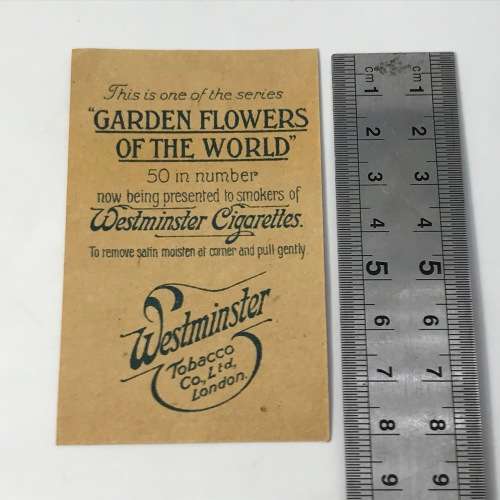 This is one of the series
"GARDEN FLOWERS
OF THE WORLD"
50 in number
now being presented to smokers of
Westminster Cigarettes.
To remove satin moisten at corner and pull gently
Westminster
Tobacco
Co., Ltd,
London.
cm 1 cm 1
2 2
3 3
4 4
5 5
6 6
7 7
8 8
9 9